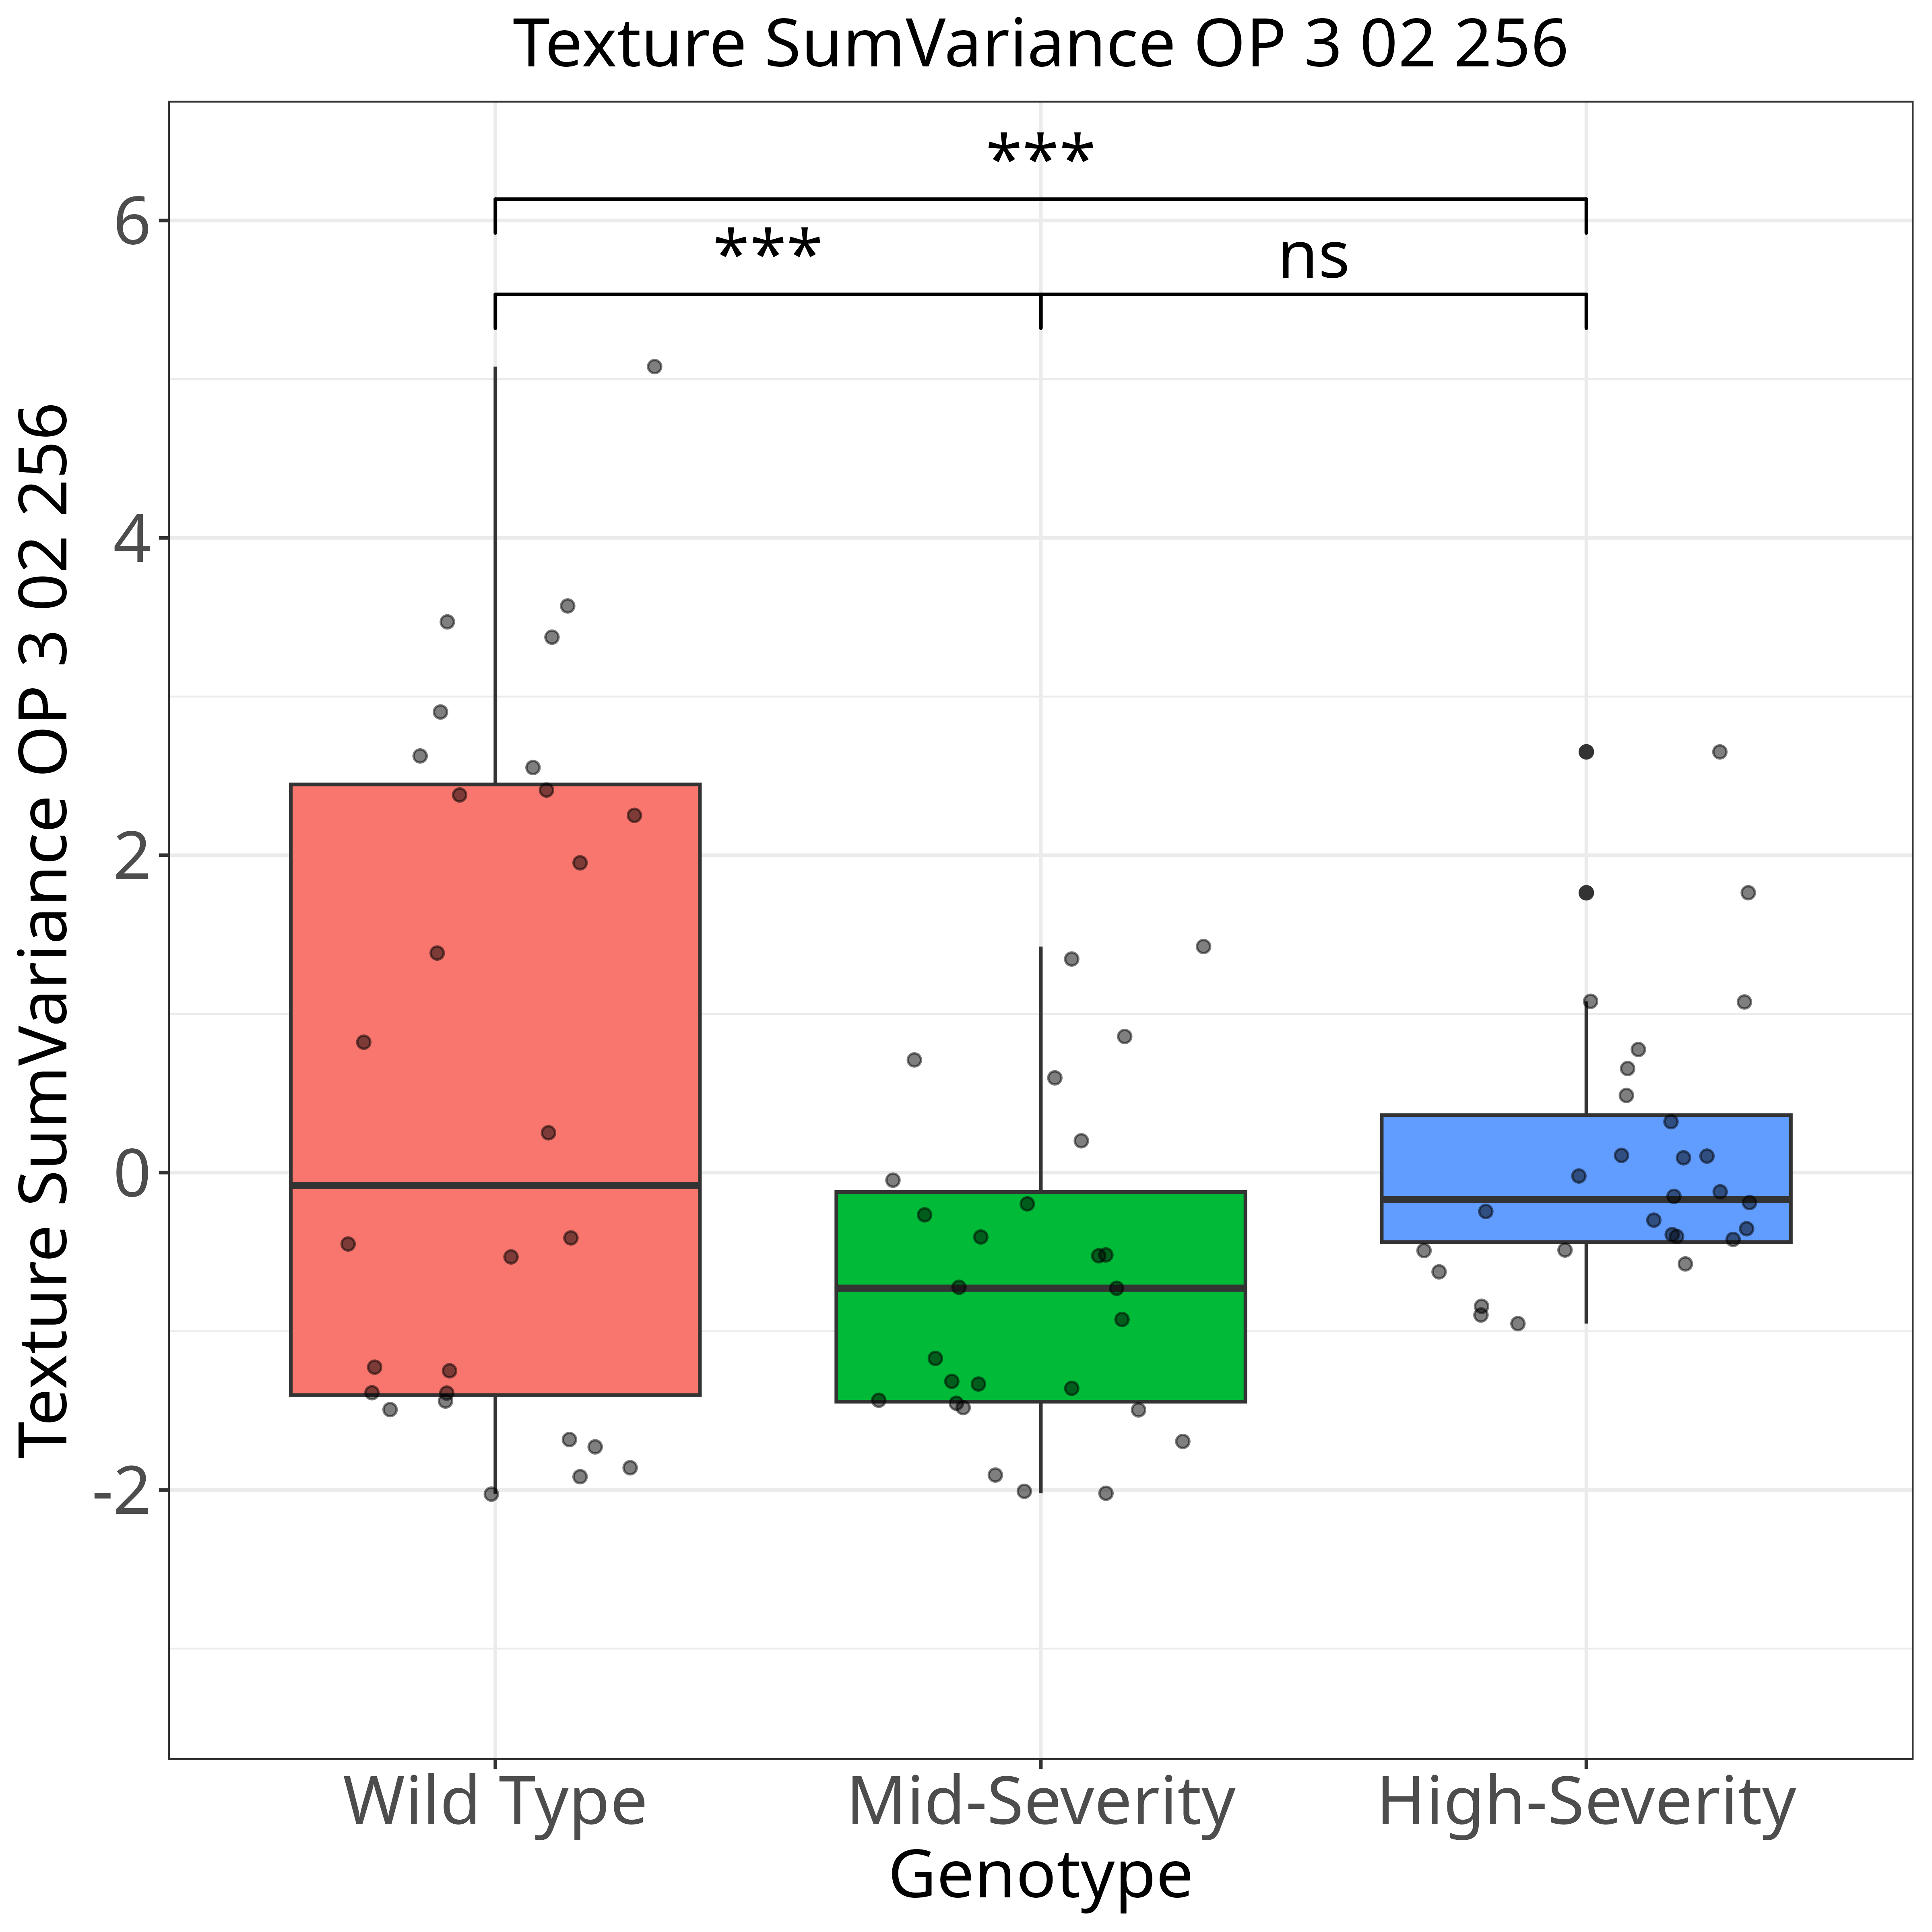 Texture SumVariance OP 3 02 256
Texture SumVariance OP 3 02 256
***
6
***
ns
4
2
0
-2
Wild Type
Mid-Severity
High-Severity
Genotype